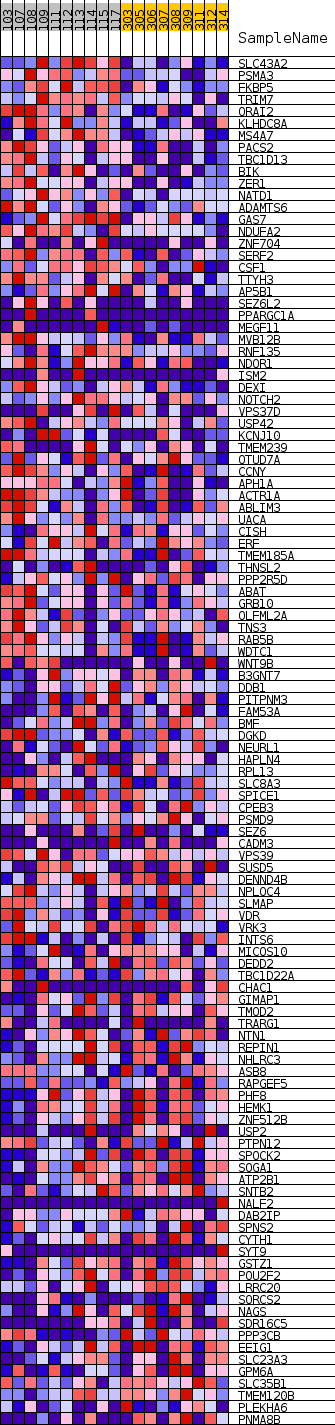 103 107 108 109 111 112 113 114 115 117 303 305 306 307 308 309 311 312 314
SampleName
SLC43A2
PSMA3
FKBP5
TRIM7
ORAI2
KLHDC8A
MS4A7
PACS2
TBC1D13
BIK
ZER1
NATD1
ADAMTS6
GAS7
NDUFA2
ZNF704
SERF2
CSF1
TTYH3
AP5B1
SEZ6L2
PPARGC1A
MEGF11
MVB12B
RNF135
NDOR1
ISM2
DEXI
NOTCH2
VPS37D
USP42
KCNJ10
TMEM239
OTUD7A
CCNY
APH1A
ACTR1A
ABLIM3
UACA
CISH
ERF
TMEM185A
THNSL2
PPP2R5D
ABAT
GRB10
OLFML2A
TNS3
RAB5B
WDTC1
WNT9B
B3GNT7
DDB1
PITPNM3
FAM53A
BMF
DGKD
NEURL1
HAPLN4
RPL13
SLC8A3
SPICE1
CPEB3
PSMD9
SEZ6
CADM3
VPS39
SUSD5
DENND4B
NPLOC4
SLMAP
VDR
VRK3
INTS6
MICOS10
DEDD2
TBC1D22A
CHAC1
GIMAP1
TMOD2
TRARG1
NTN1
REPIN1
NHLRC3
ASB8
RAPGEF5
PHF8
HEMK1
ZNF512B
USP2
PTPN12
SPOCK2
SOGA1
ATP2B1
SNTB2
NALF2
DAB2IP
SPNS2
CYTH1
SYT9
GSTZ1
POU2F2
LRRC20
SORCS2
NAGS
SDR16C5
PPP3CB
EEIG1
SLC23A3
GPM6A
SLC35B1
TMEM120B
PLEKHA6
PNMA8B